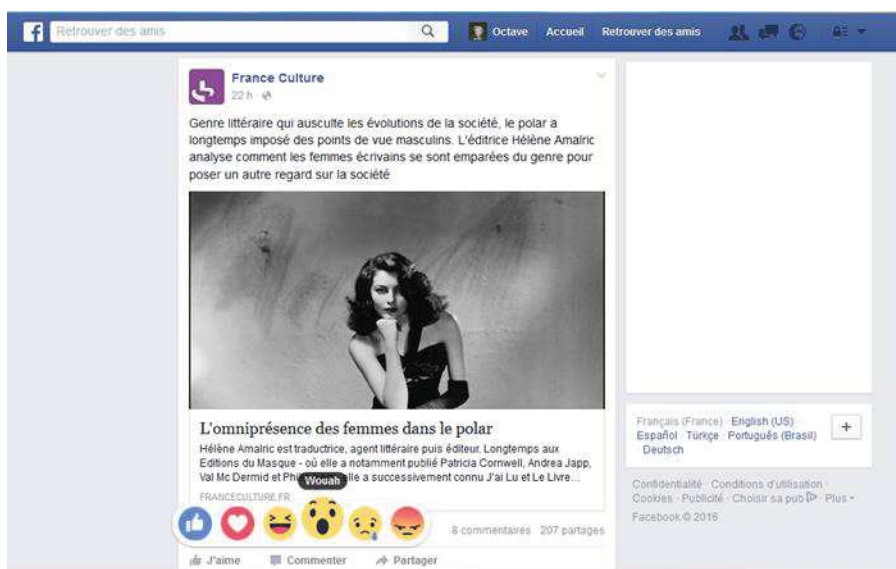 Retrouver des amis
Octave Accueil Retrouver des amis
France Culture
22 h
Genre littéraire qui ausculte les évolutions de la société, le polar a
longtemps imposé des points de vue masculins. L'éditrice Hélène Amalric
analyse comment les femmes écrivains se sont emparées du genre pour
poser un autre regard sur la société
L'omniprésence des femmes dans le polar
Hélène Amalric est traductrice, agent littéraire puis éditeur. Longtemps aux
Editions du Masque - où elle a notamment publié Patricia Cornwell, Andrea Japp,
Val Mc Dermid et elle a successivement connu J'ai Lu et Le Livre…
Wouah
FRANCECULTURE.FR
8 commentaires 207 partages
J'aime Commenter Partager
Français (France) · English (US) ·
Español · Türkçe · Português (Brasil)
· Deutsch
Confidentialité · Conditions d'utilisation ·
Cookies · Publicité · Choisir sa pub · Plus
Facebook © 2016